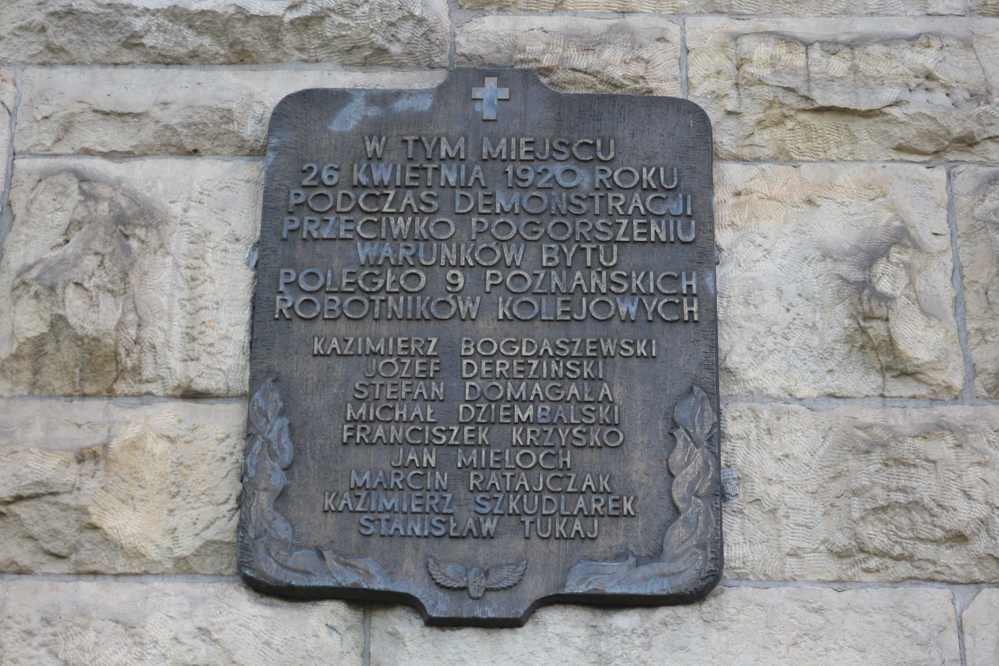 W TYM MIEJSCU
26 KWIETNIA 1920 ROKU
PODCZAS DEMONSTRACJI
PRZECIWKO POGORSZENIU
WARUNKÓW BYTU
POLEGŁO 9 POZNAŃSKICH
ROBOTNIKÓW KOLEJOWYCH
KAZIMIERZ BOGDASZEWSKI
JÓZEF DEREZIŃSKI
STEFAN DOMAGAŁA
MICHAŁ DZIEMBALSKI
FRANCISZEK KRZYŚKO
JAN MIELOCH
MARCIN RATAJCZAK
KAZIMIERZ SZKUDLAREK
STANISŁAW TUKAJ